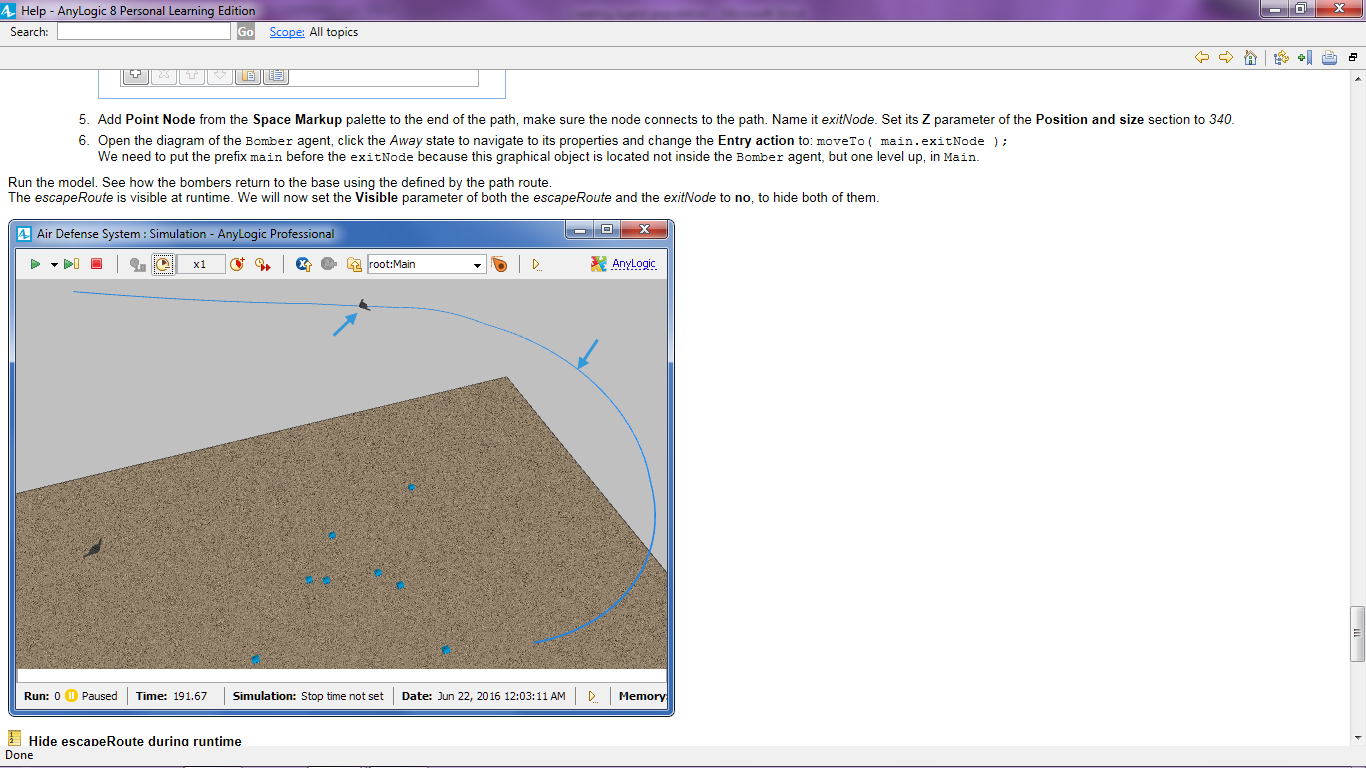 Help - AnyLogic 8 Personal Learning Edition
Search:
Go
Scope: All topics
5. Add Point Node from the Space Markup palette to the end of the path, make sure the node connects to the path. Name it exitNode. Set its Z parameter of the Position and size section to 340.
6. Open the diagram of the Bomber agent, click the Away state to navigate to its properties and change the Entry action to: moveTo( main.exitNode );
We need to put the prefix main before the exitNode because this graphical object is located not inside the Bomber agent, but one level up, in Main.
Run the model. See how the bombers return to the base using the defined by the path route.
The escapeRoute is visible at runtime. We will now set the Visible parameter of both the escapeRoute and the exitNode to no, to hide both of them.
Air Defense System : Simulation - AnyLogic Professional
x1
root:Main
AnyLogic
Run: 0 Paused Time: 191.67 Simulation: Stop time not set Date: Jun 22, 2016 12:03:11 AM Memory:
Hide escapeRoute during runtime
Done